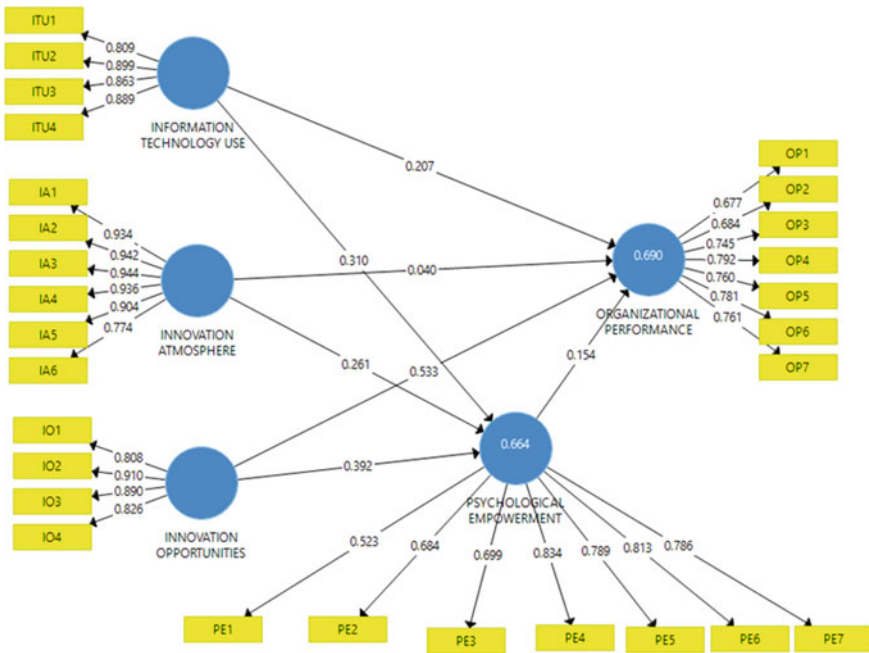 ITU1
ITU2
ITU3
ITU4
0.809
0.899
0.863
0.889
INFORMATION
TECHNOLOGY USE
IA1
IA2
IA3
IA4
IA5
IA6
0.934
0.942
0.944
0.936
0.904
0.774
INNOVATION
ATMOSPHERE
IO1
IO2
IO3
IO4
0.808
0.910
0.890
0.826
INNOVATION
OPPORTUNITIES
0.207
0.310
0.040
0.261
0.533
0.392
0.154
0.690
ORGANIZATIONAL
PERFORMANCE
0.677
0.684
0.745
0.792
0.760
0.781
0.761
OP1
OP2
OP3
OP4
OP5
OP6
OP7
0.664
PSYCHOLOGICAL
EMPOWERMENT
0.523
0.684
0.699
0.834
0.789
0.813
0.786
PE1
PE2
PE3
PE4
PE5
PE6
PE7